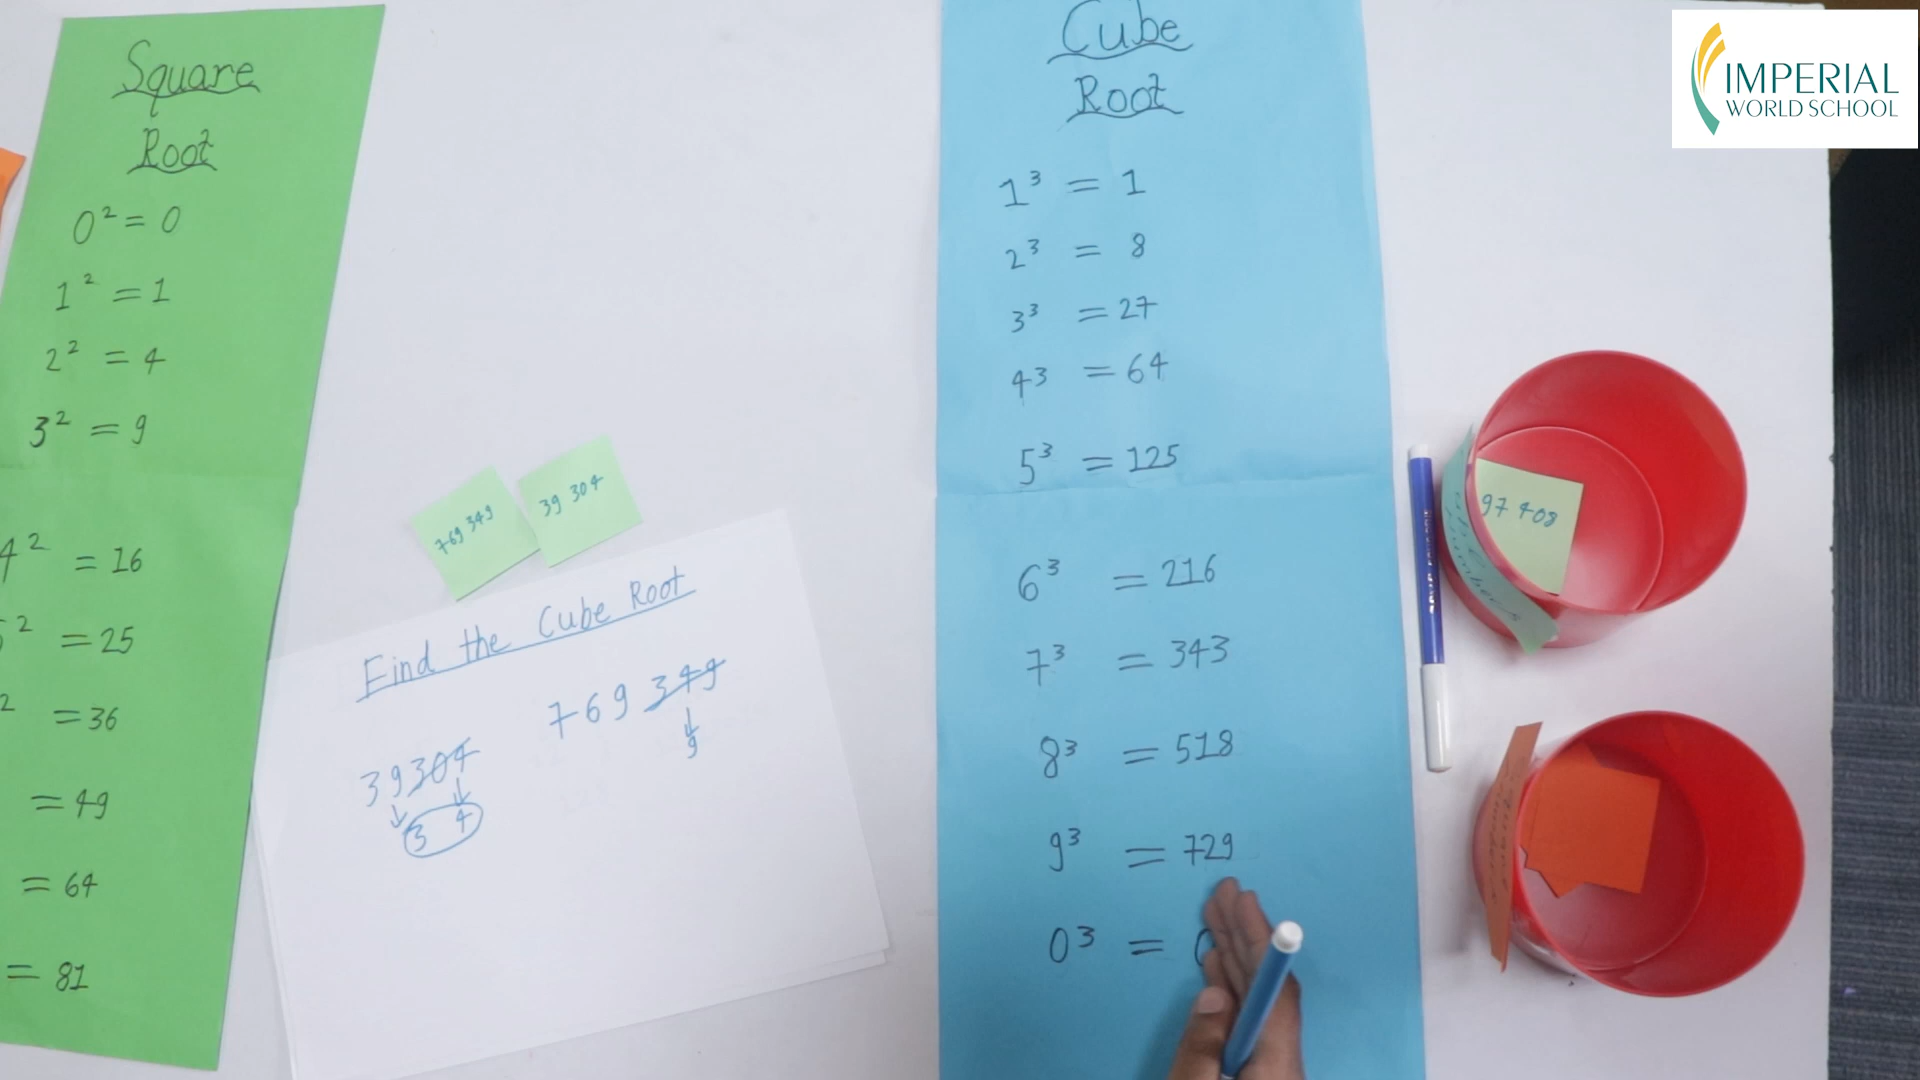 Square
Root
0² = 0
1² = 1
2² = 4
3² = 9
4² = 16
5² = 25
² = 36
= 49
= 64
= 81
769 349
39 304
Find the Cube Root
39304
3 4
769 349
9
Cube
Root
1³ = 1
2³ = 8
3³ = 27
4³ = 64
5³ = 125
6³ = 216
7³ = 343
8³ = 518
9³ = 729
0³ = 0
97 408
IMPERIAL
WORLD SCHOOL